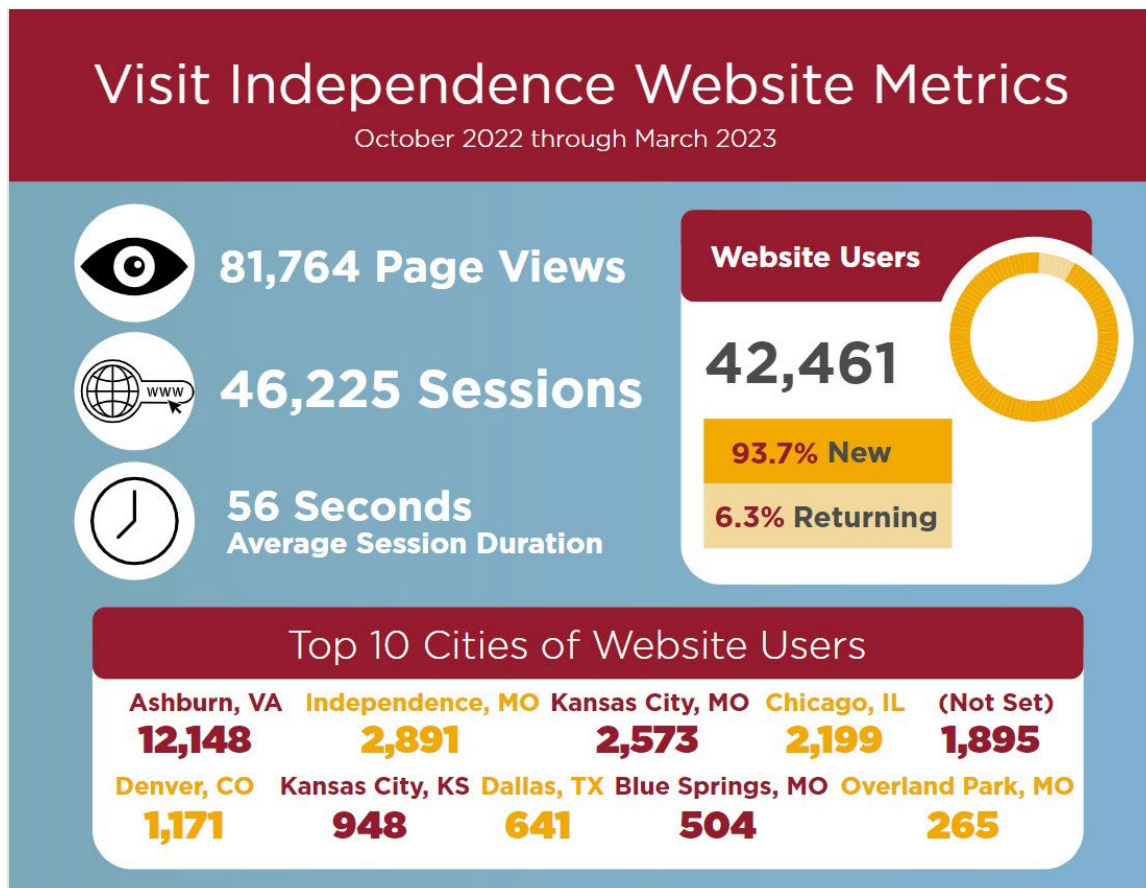 Visit Independence Website Metrics
October 2022 through March 2023
81,764 Page Views
www
46,225 Sessions
56 Seconds
Average Session Duration
Website Users
42,461
93.7% New
6.3% Returning
Top 10 Cities of Website Users
Ashburn, VA Independence, MO Kansas City, MO Chicago, IL (Not Set)
12,148 2,891 2,573 2,199 1,895
Denver, CO Kansas City, KS Dallas, TX Blue Springs, MO Overland Park, MO
1,171 948 641 504 265